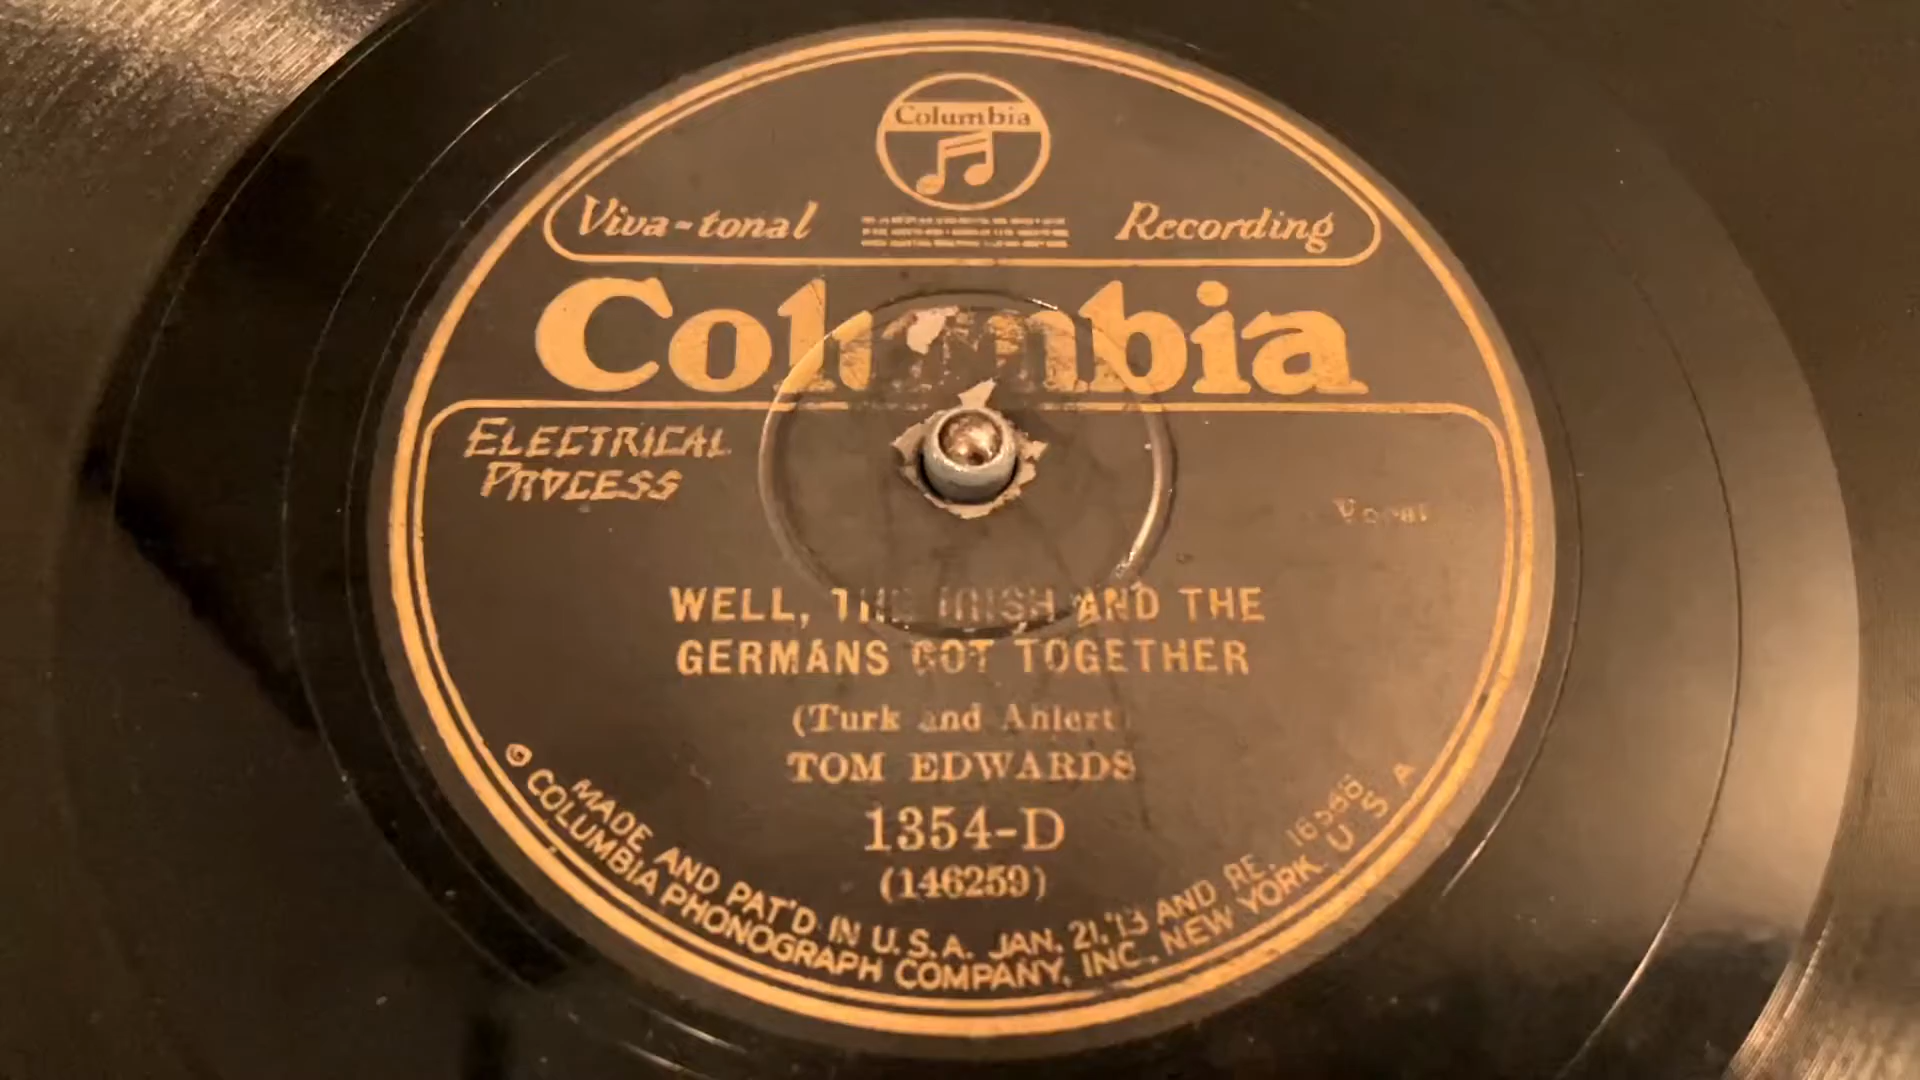 Columbia
Viva-tonal Recording
Columbia
ELECTRICAL
PROCESS
Vocal
WELL, THE IRISH AND THE
GERMANS GOT TOGETHER
(Turk and Ahlert)
TOM EDWARDS
1354-D
(146259)
MADE AND PAT'D IN U.S.A. JAN. 21,'13 AND RE.
© COLUMBIA PHONOGRAPH COMPANY, INC., NEW YORK. U S A